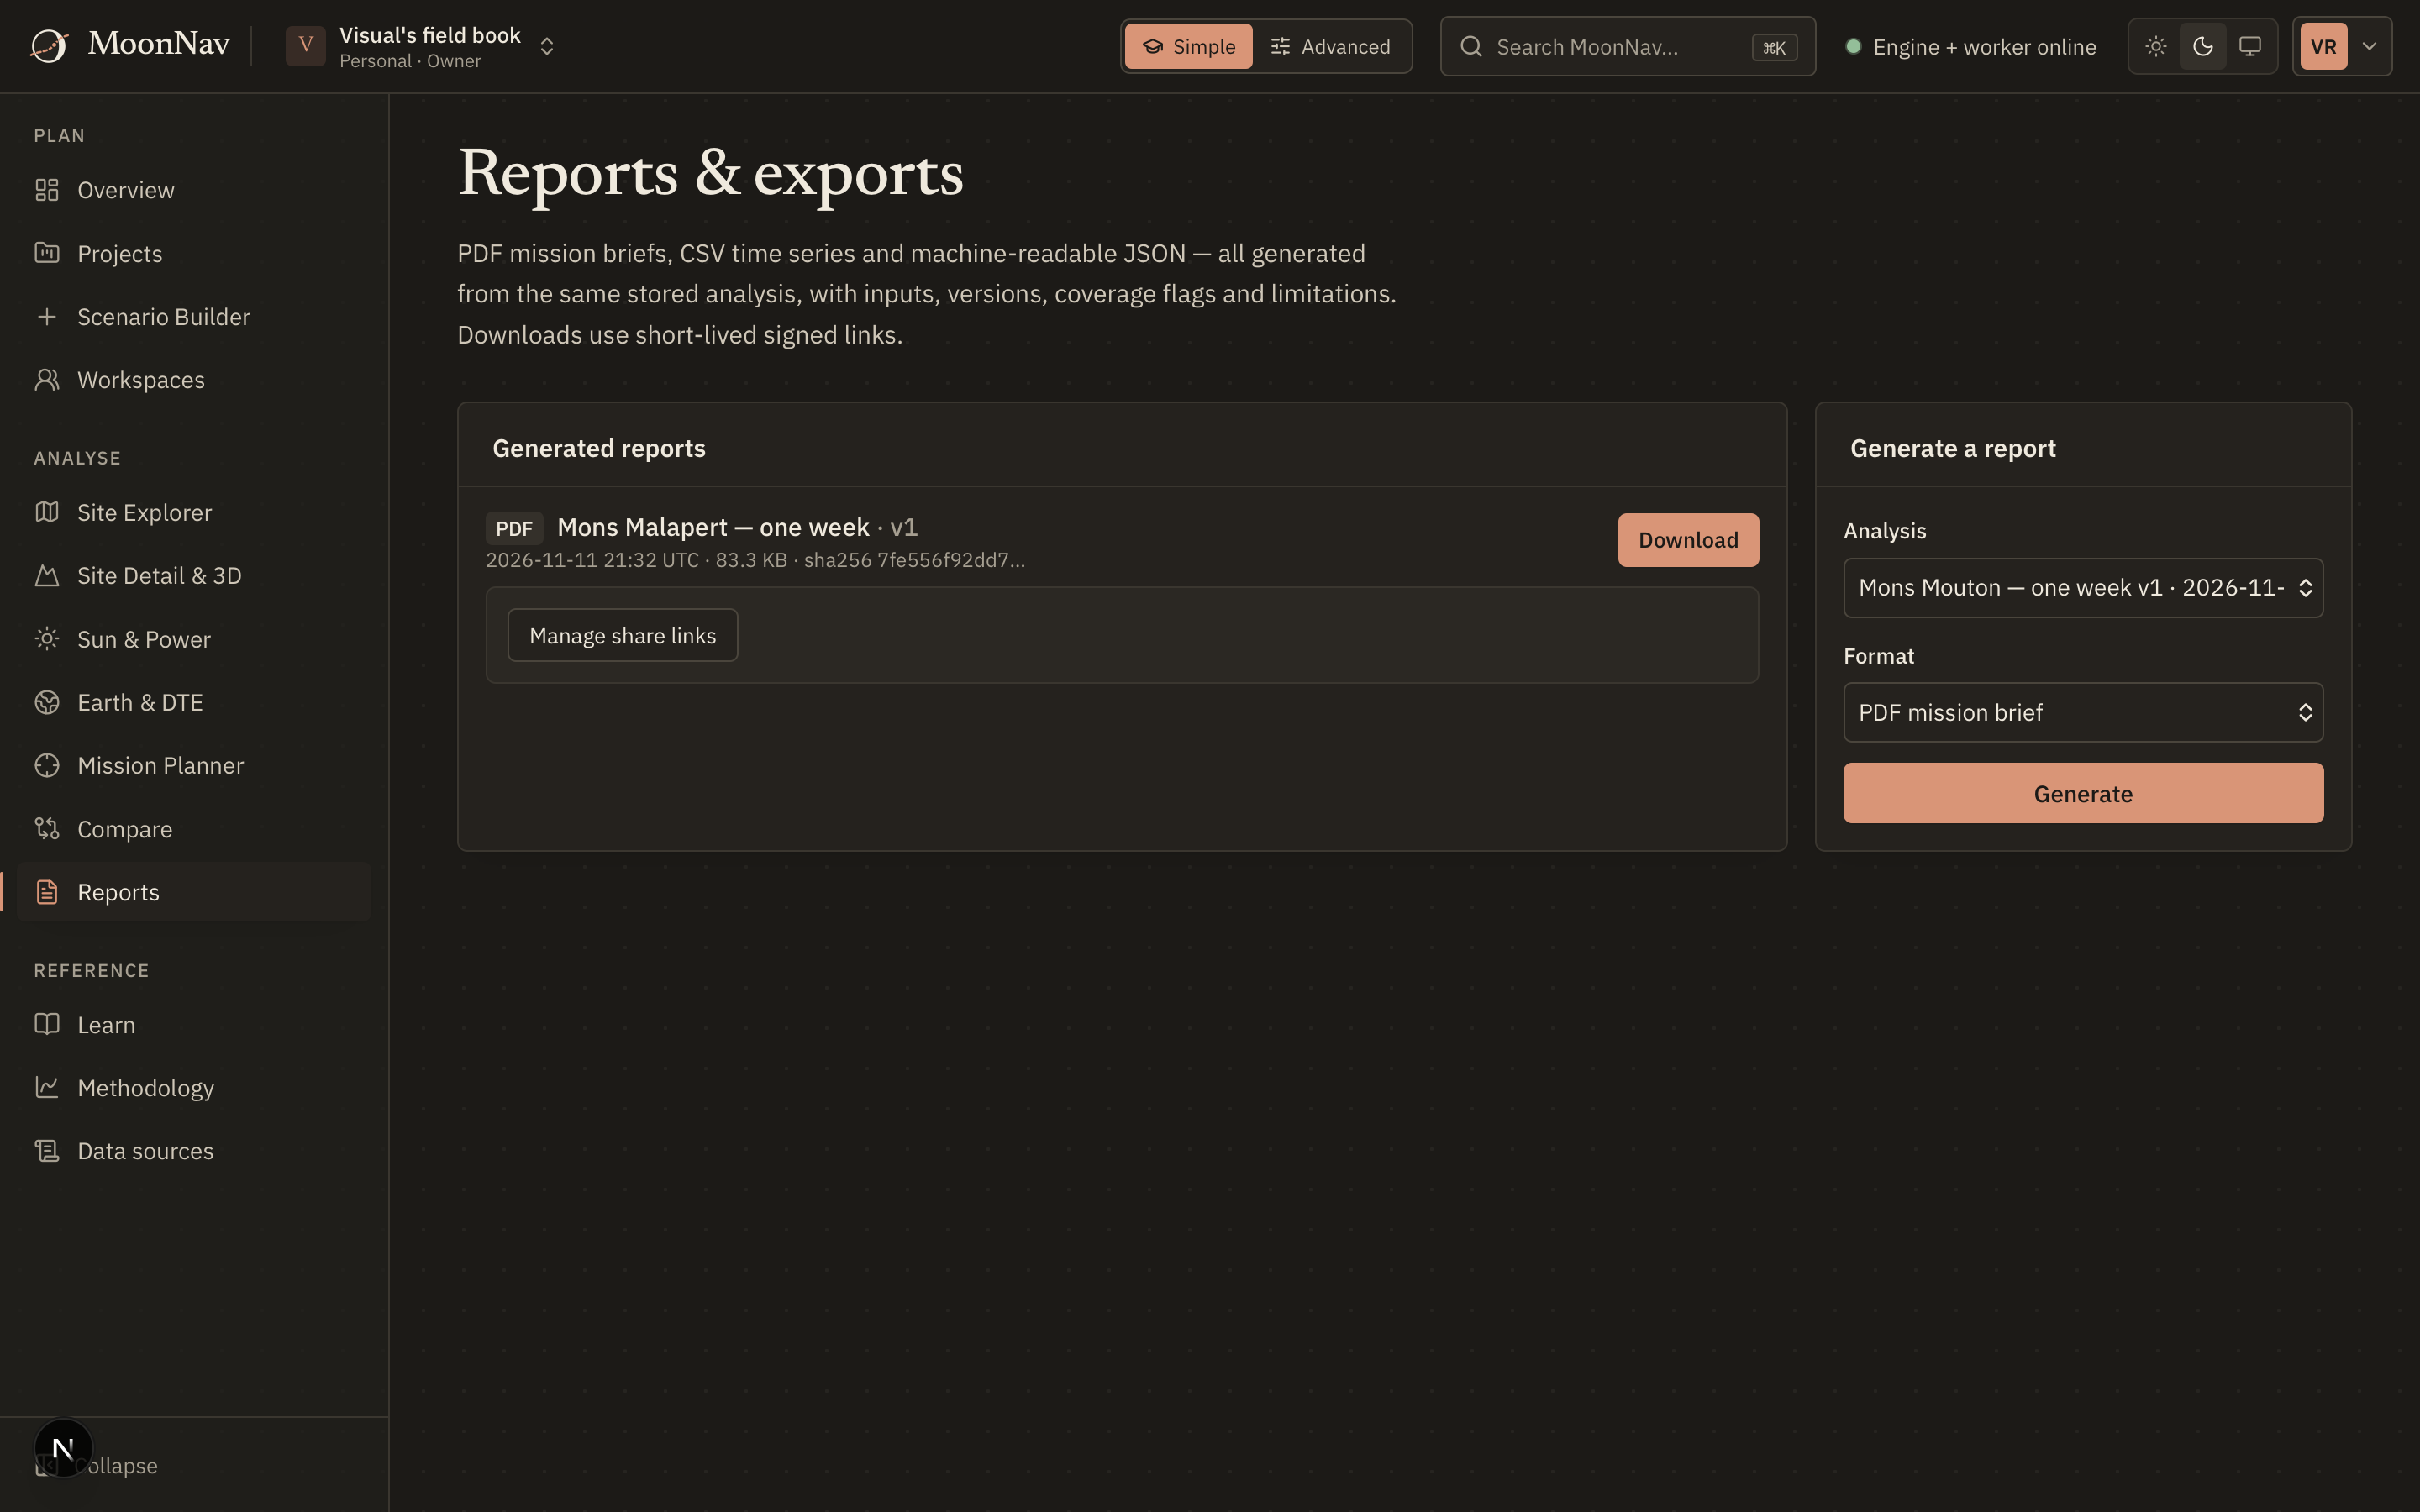 MoonNav
V
Visual's field book
Personal · Owner
Simple
Advanced
Search MoonNav...
⌘K
Engine + worker online
VR
PLAN
Overview
Projects
Scenario Builder
Workspaces
ANALYSE
Site Explorer
Site Detail & 3D
Sun & Power
Earth & DTE
Mission Planner
Compare
Reports
REFERENCE
Learn
Methodology
Data sources
N
ollapse
Reports & exports
PDF mission briefs, CSV time series and machine-readable JSON — all generated
from the same stored analysis, with inputs, versions, coverage flags and limitations.
Downloads use short-lived signed links.
Generated reports
PDF Mons Malapert — one week · v1
2026-11-11 21:32 UTC · 83.3 KB · sha256 7fe556f92dd7...
Download
Manage share links
Generate a report
Analysis
Mons Mouton — one week v1 · 2026-11-
Format
PDF mission brief
Generate